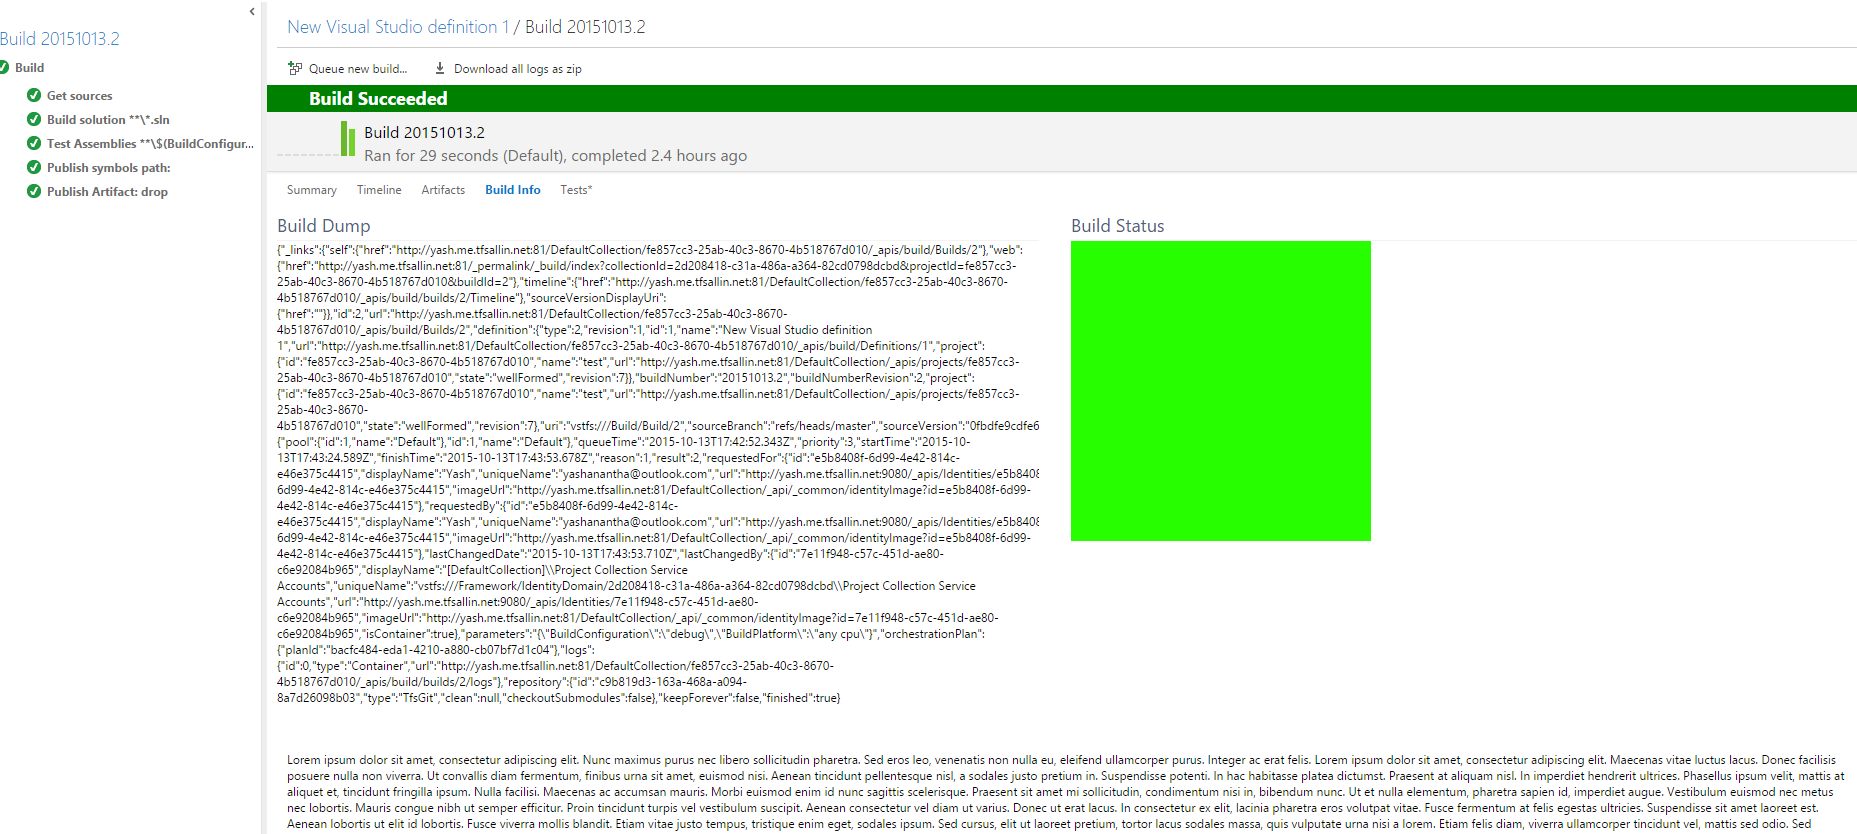 Build 20151013.2
Build
Get sources
Build solution **\*.sln
Test Assemblies **\$(BuildConfigur...
Publish symbols path:
Publish Artifact: drop
New Visual Studio definition 1 / Build 20151013.2
Queue new build... Download all logs as zip
Build Succeeded
Build 20151013.2
Ran for 29 seconds (Default), completed 2.4 hours ago
Summary Timeline Artifacts Build Info Tests*
Build Dump
{"_links":{"self":{"href":"http://yash.me.tfsallin.net:81/DefaultCollection/fe857cc3-25ab-40c3-8670-4b518767d010/_apis/build/Builds/2"},"web":
{"href":"http://yash.me.tfsallin.net:81/_permalink/_build/index?collectionId=2d208418-c31a-486a-a364-82cd0798dcbd&projectId=fe857cc3-
25ab-40c3-8670-4b518767d010&buildId=2"},"timeline":{"href":"http://yash.me.tfsallin.net:81/DefaultCollection/fe857cc3-25ab-40c3-8670-
4b518767d010/_apis/build/builds/2/Timeline"},"sourceVersionDisplayUri":
{"href":""}},"id":2,"url":"http://yash.me.tfsallin.net:81/DefaultCollection/fe857cc3-25ab-40c3-8670-
4b518767d010/_apis/build/Builds/2","definition":{"type":2,"revision":1,"id":1,"name":"New Visual Studio definition
1","url":"http://yash.me.tfsallin.net:81/DefaultCollection/fe857cc3-25ab-40c3-8670-4b518767d010/_apis/build/Definitions/1","project":
{"id":"fe857cc3-25ab-40c3-8670-4b518767d010","name":"test","url":"http://yash.me.tfsallin.net:81/DefaultCollection/_apis/projects/fe857cc3-
25ab-40c3-8670-4b518767d010","state":"wellFormed","revision":7}},"buildNumber":"20151013.2","buildNumberRevision":2,"project":
{"id":"fe857cc3-25ab-40c3-8670-4b518767d010","name":"test","url":"http://yash.me.tfsallin.net:81/DefaultCollection/_apis/projects/fe857cc3-
25ab-40c3-8670-
4b518767d010","state":"wellFormed","revision":7},"uri":"vstfs:///Build/Build/2","sourceBranch":"refs/heads/master","sourceVersion":"0fbdfe9cdfe6
{"pool":{"id":1,"name":"Default"},"id":1,"name":"Default"},"queueTime":"2015-10-13T17:42:52.343Z","priority":3,"startTime":"2015-10-
13T17:43:24.589Z","finishTime":"2015-10-13T17:43:53.678Z","reason":1,"result":2,"requestedFor":{"id":"e5b8408f-6d99-4e42-814c-
e46e375c4415","displayName":"Yash","uniqueName":"yashanantha@outlook.com","url":"http://yash.me.tfsallin.net:9080/_apis/Identities/e5b8408
6d99-4e42-814c-e46e375c4415","imageUrl":"http://yash.me.tfsallin.net:81/DefaultCollection/_api/_common/identityImage?id=e5b8408f-6d99-
4e42-814c-e46e375c4415"},"requestedBy":{"id":"e5b8408f-6d99-4e42-814c-
e46e375c4415","displayName":"Yash","uniqueName":"yashanantha@outlook.com","url":"http://yash.me.tfsallin.net:9080/_apis/Identities/e5b8408
6d99-4e42-814c-e46e375c4415","imageUrl":"http://yash.me.tfsallin.net:81/DefaultCollection/_api/_common/identityImage?id=e5b8408f-6d99-
4e42-814c-e46e375c4415"},"lastChangedDate":"2015-10-13T17:43:53.710Z","lastChangedBy":{"id":"7e11f948-c57c-451d-ae80-
c6e92084b965","displayName":"[DefaultCollection]\\Project Collection Service
Accounts","uniqueName":"vstfs:///Framework/IdentityDomain/2d208418-c31a-486a-a364-82cd0798dcbd\\Project Collection Service
Accounts","url":"http://yash.me.tfsallin.net:9080/_apis/Identities/7e11f948-c57c-451d-ae80-
c6e92084b965","imageUrl":"http://yash.me.tfsallin.net:81/DefaultCollection/_api/_common/identityImage?id=7e11f948-c57c-451d-ae80-
c6e92084b965","isContainer":true},"parameters":"{\"BuildConfiguration\":\"debug\",\"BuildPlatform\":\"any cpu\"}","orchestrationPlan":
{"planId":"bacfc484-eda1-4210-a880-cb07bf7d1c04"},"logs":
{"id":0,"type":"Container","url":"http://yash.me.tfsallin.net:81/DefaultCollection/fe857cc3-25ab-40c3-8670-
4b518767d010/_apis/build/builds/2/logs"},"repository":{"id":"c9b819d3-163a-468a-a094-
8a7d26098b03","type":"TfsGit","clean":null,"checkoutSubmodules":false},"keepForever":false,"finished":true}
Build Status
Lorem ipsum dolor sit amet, consectetur adipiscing elit. Nunc maximus purus nec libero sollicitudin pharetra. Sed eros leo, venenatis non nulla eu, eleifend ullamcorper purus. Integer ac erat felis. Lorem ipsum dolor sit amet, consectetur adipiscing elit. Maecenas vitae luctus lacus. Donec facilisis
posuere nulla non viverra. Ut convallis diam fermentum, finibus urna sit amet, euismod nisi. Aenean tincidunt pellentesque nisl, a sodales justo pretium in. Suspendisse potenti. In hac habitasse platea dictumst. Praesent at aliquam nisl. In imperdiet hendrerit ultrices. Phasellus ipsum velit, mattis at
aliquet et, tincidunt fringilla ipsum. Nulla facilisi. Maecenas ac accumsan mauris. Morbi euismod enim id nunc sagittis scelerisque. Praesent sit amet mi sollicitudin, condimentum nisi in, bibendum nunc. Ut et nulla elementum, pharetra sapien id, imperdiet augue. Vestibulum euismod nec metus
nec lobortis. Mauris congue nibh ut semper efficitur. Proin tincidunt turpis vel vestibulum suscipit. Aenean consectetur vel diam ut varius. Donec ut erat lacus. In consectetur ex elit, lacinia pharetra eros volutpat vitae. Fusce fermentum at felis egestas ultricies. Suspendisse sit amet laoreet est.
Aenean lobortis ut elit id lobortis. Fusce viverra mollis blandit. Etiam vitae justo tempus, tristique enim eget, sodales ipsum. Sed cursus, elit ut laoreet pretium, tortor lacus sodales massa, quis vulputate urna nisi a lorem. Etiam felis diam, viverra ullamcorper tincidunt vel, mattis sed odio. Sed